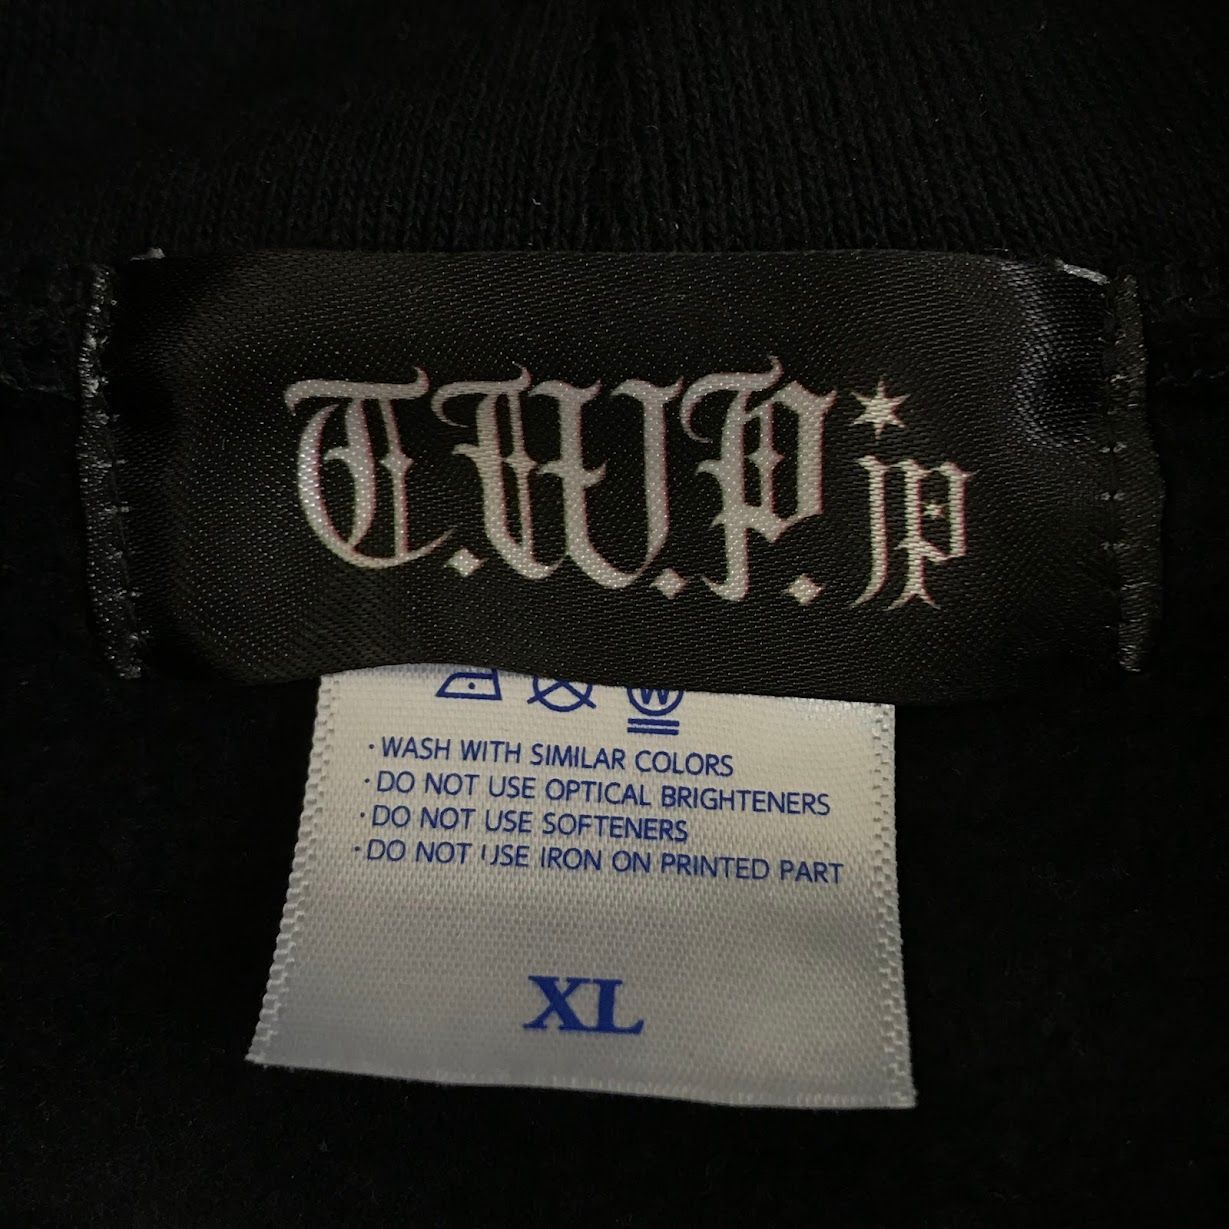 T.W.P.*jp
W
· WASH WITH SIMILAR COLORS
· DO NOT USE OPTICAL BRIGHTENERS
· DO NOT USE SOFTENERS
· DO NOT USE IRON ON PRINTED PART
XL